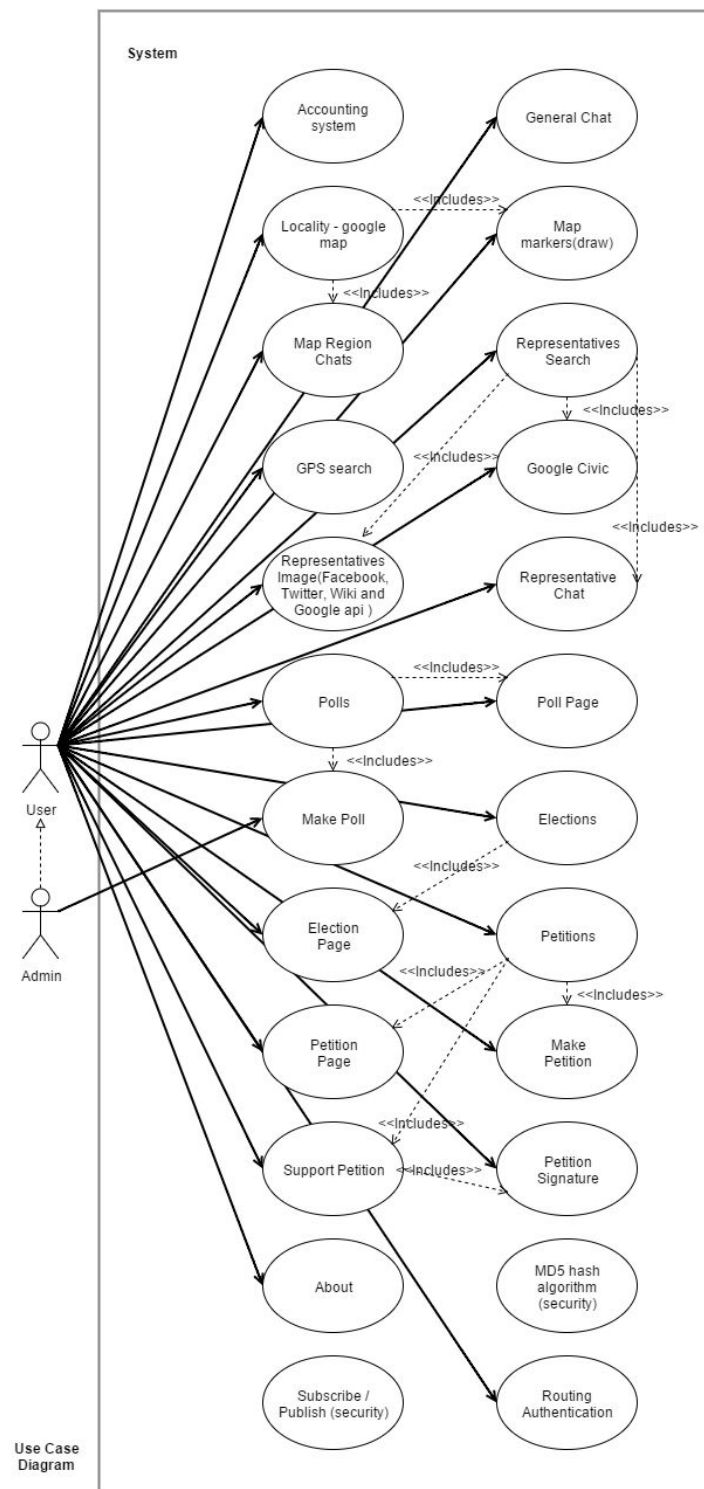 System
Accounting
system
General Chat
<<Includes>>
Locality - google
map
Map
markers(draw)
<<Includes>>
Map Region
Chats
Representatives
Search
<<Includes>>
<<Includes>>
GPS search
Google Civic
<<Includes>>
Representatives
Image(Facebook,
Twitter, Wiki and
Google api )
Representative
Chat
<<Includes>>
Polls
Poll Page
<<Includes>>
User
Make Poll
Elections
<<Includes>>
Admin
Election
Page
Petitions
<<Includes>>
<<Includes>>
Petition
Page
Make
Petition
<<Includes>>
<<Includes>>
Support Petition
Petition
Signature
About
MD5 hash
algorithm
(security)
Subscribe /
Publish (security)
Routing
Authentication
Use Case
Diagram